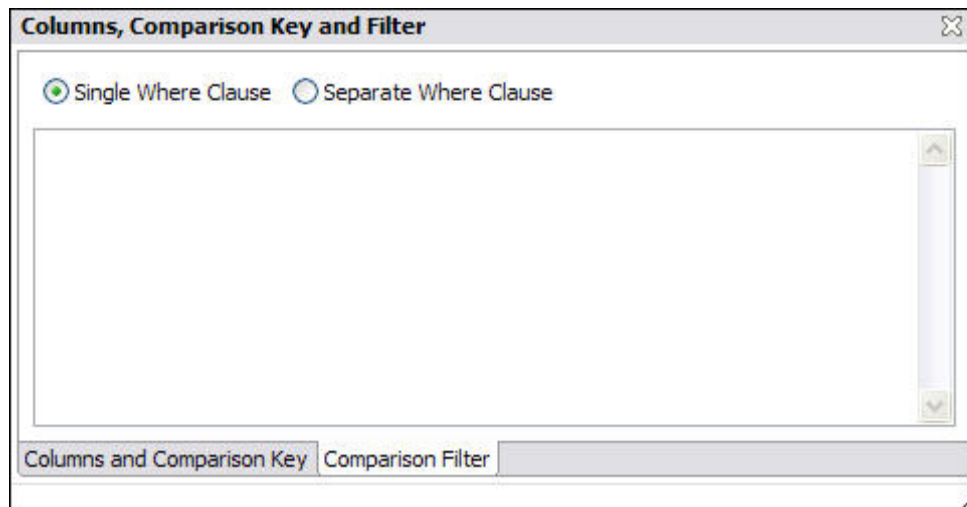 Columns, Comparison Key and Filter
Single Where Clause Separate Where Clause
Columns and Comparison Key Comparison Filter